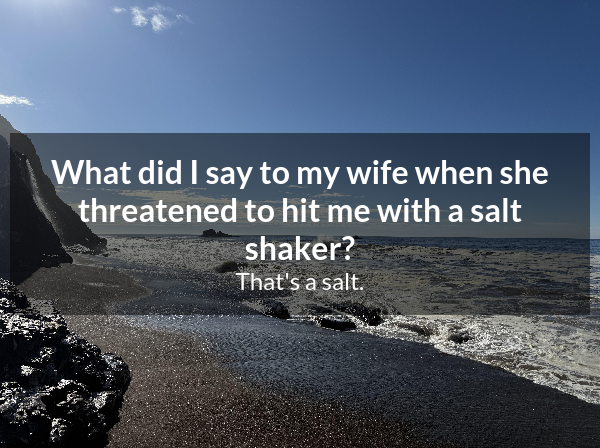 What did I say to my wife when she
threatened to hit me with a salt
shaker?
That's a salt.